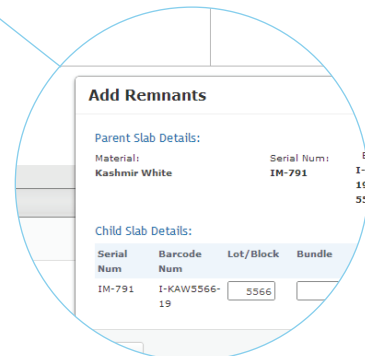 Add Remnants
Parent Slab Details:
Material: Serial Num:
Kashmir White IM-791 I-
19
Child Slab Details:
Serial Num Barcode Num Lot/Block Bundle
IM-791 I-KAW5566-19 5566